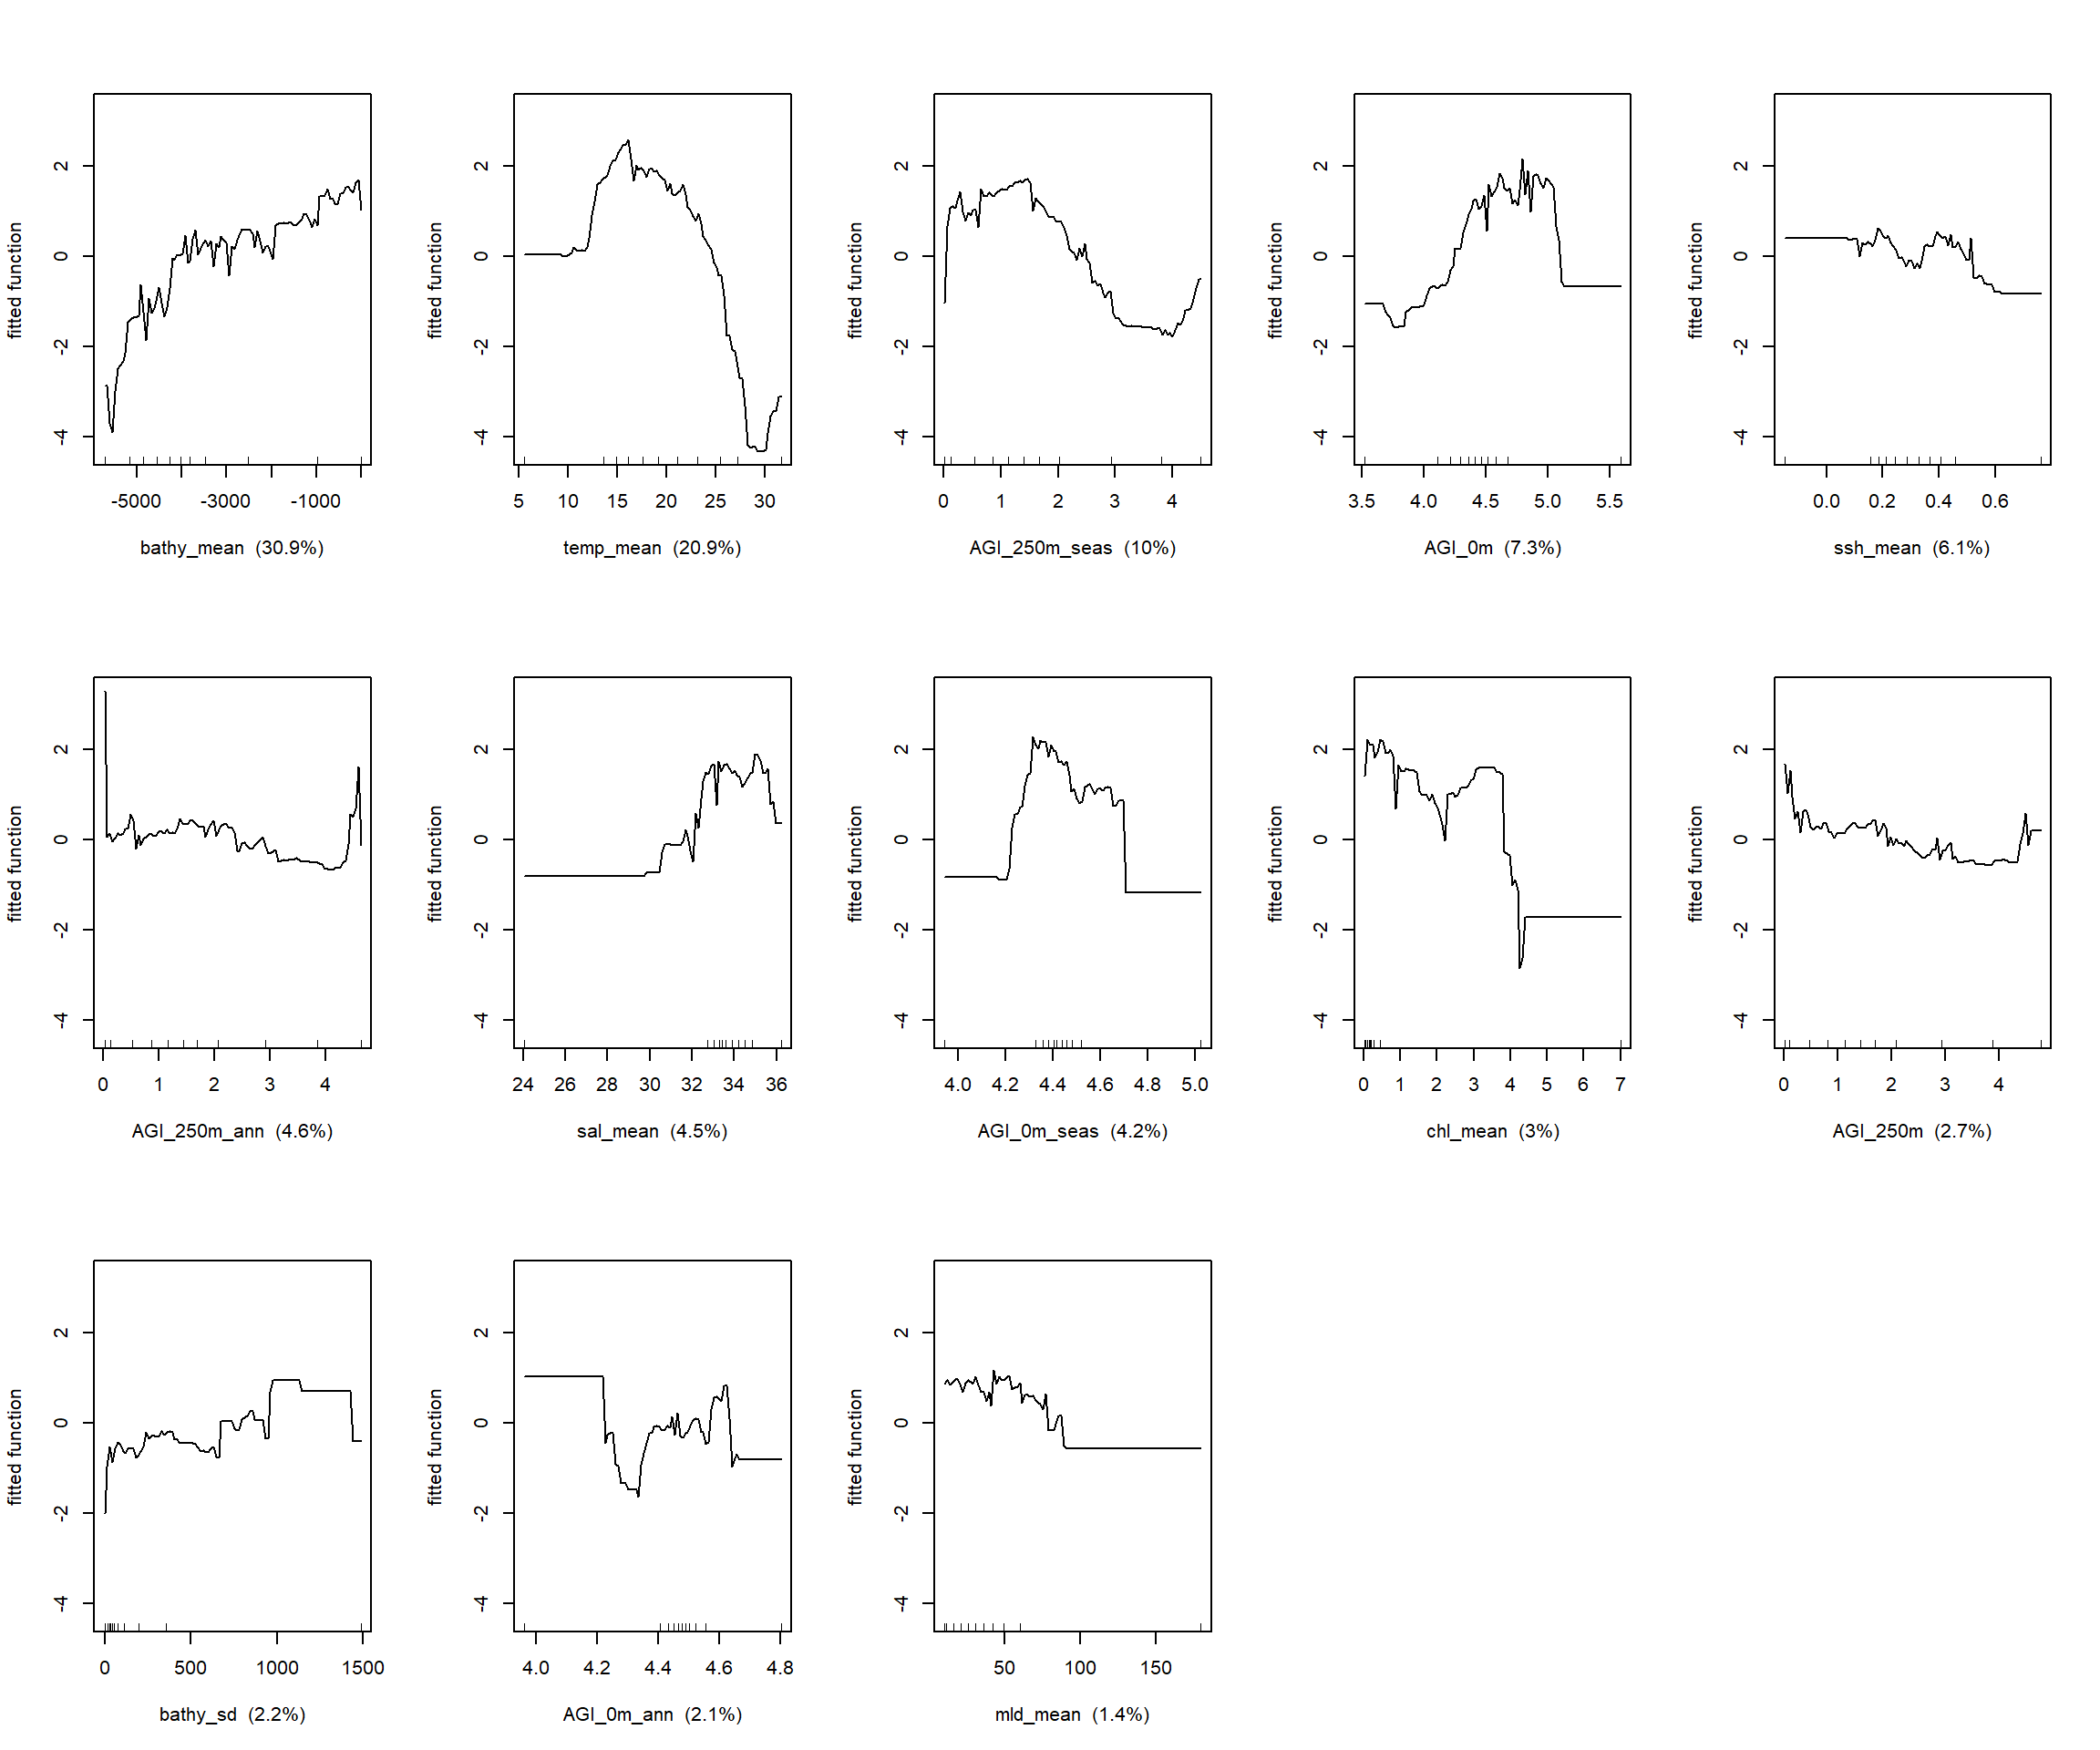 fitted function
2
0
-2
-4
-5000 -3000 -1000
bathy_mean (30.9%)
fitted function
2
0
-2
-4
5 10 15 20 25 30
temp_mean (20.9%)
fitted function
2
0
-2
-4
0 1 2 3 4
AGI_250m_seas (10%)
fitted function
2
0
-2
-4
3.5 4.0 4.5 5.0 5.5
AGI_0m (7.3%)
fitted function
2
0
-2
-4
0.0 0.2 0.4 0.6
ssh_mean (6.1%)
fitted function
2
0
-2
-4
0 1 2 3 4
AGI_250m_ann (4.6%)
fitted function
2
0
-2
-4
24 26 28 30 32 34 36
sal_mean (4.5%)
fitted function
2
0
-2
-4
4.0 4.2 4.4 4.6 4.8 5.0
AGI_0m_seas (4.2%)
fitted function
2
0
-2
-4
0 1 2 3 4 5 6 7
chl_mean (3%)
fitted function
2
0
-2
-4
0 1 2 3 4
AGI_250m (2.7%)
fitted function
2
0
-2
-4
0 500 1000 1500
bathy_sd (2.2%)
fitted function
2
0
-2
-4
4.0 4.2 4.4 4.6 4.8
AGI_0m_ann (2.1%)
fitted function
2
0
-2
-4
50 100 150
mld_mean (1.4%)